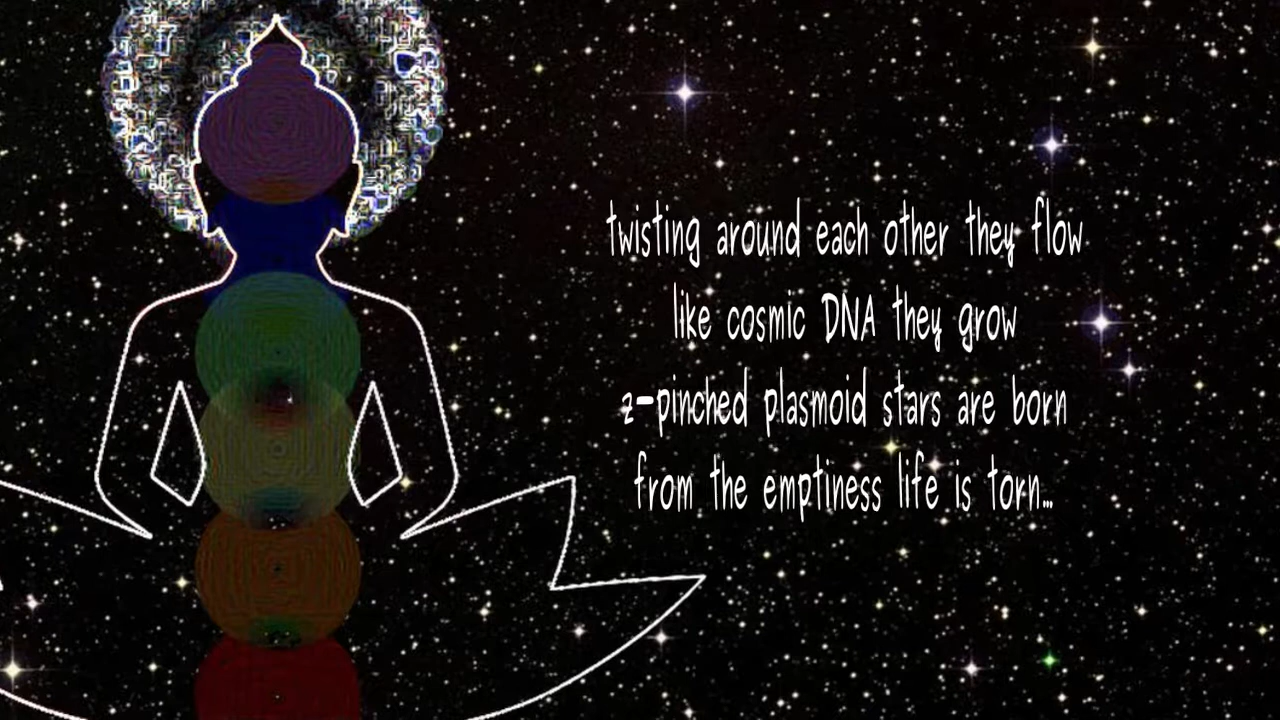 twisting around each other they flow
like cosmic DNA they grow
z-pinched plasmoid stars are born
from the emptiness life is torn...